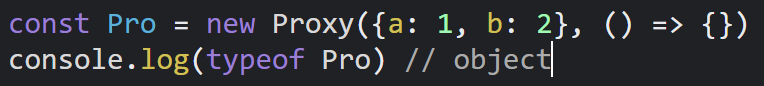 const Pro = new Proxy({a: 1, b: 2}, () => {})
console.log(typeof Pro) // object